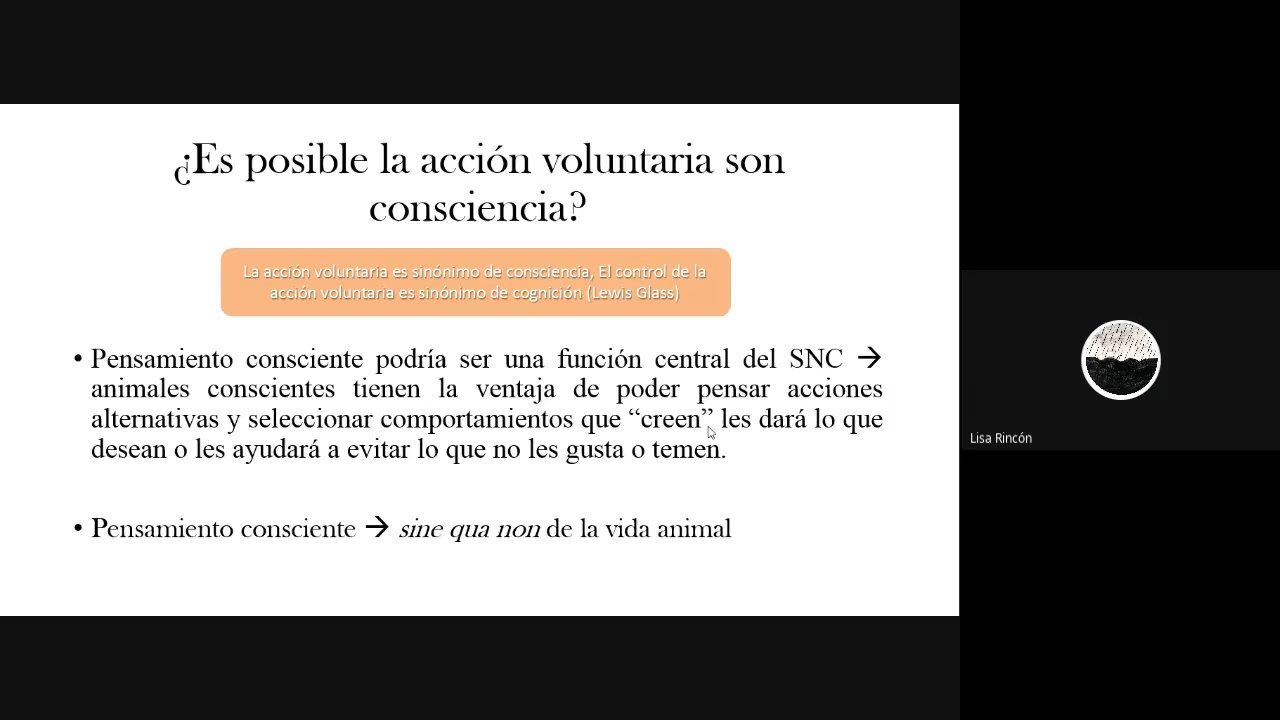 ¿Es posible la acción voluntaria son
consciencia?
La acción voluntaria es sinónimo de consciencia, El control de la
acción voluntaria es sinónimo de cognición (Lewis Glass)
• Pensamiento consciente podría ser una función central del SNC →
animales conscientes tienen la ventaja de poder pensar acciones
alternativas y seleccionar comportamientos que “creen” les dará lo que
desean o les ayudará a evitar lo que no les gusta o temen.
• Pensamiento consciente → sine qua non de la vida animal
Lisa Rincón